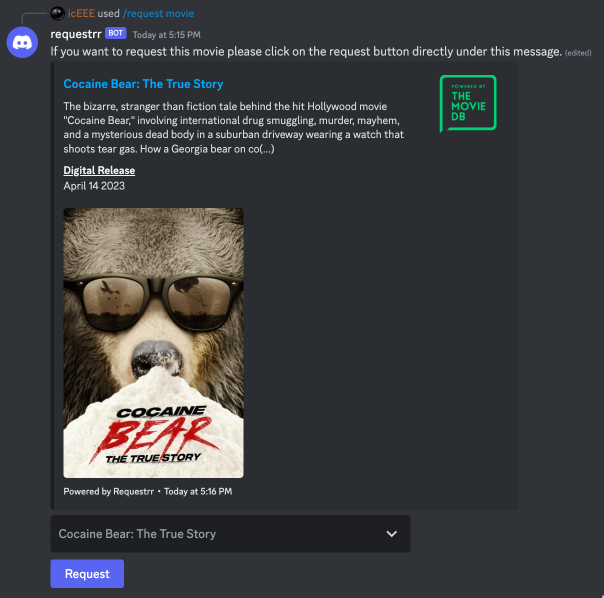 icEEE used /request movie
requestrr BOT Today at 5:15 PM
If you want to request this movie please click on the request button directly under this message. (edited)
Cocaine Bear: The True Story
POWERED BY
THE
MOVIE
DB
The bizarre, stranger than fiction tale behind the hit Hollywood movie
"Cocaine Bear," involving international drug smuggling, murder, mayhem,
and a mysterious dead body in a suburban driveway wearing a watch that
shoots tear gas. How a Georgia bear on co(...)
Digital Release
April 14 2023
COCAINE
BEAR
THE TRUE STORY
Powered by Requestrr • Today at 5:16 PM
Cocaine Bear: The True Story
Request